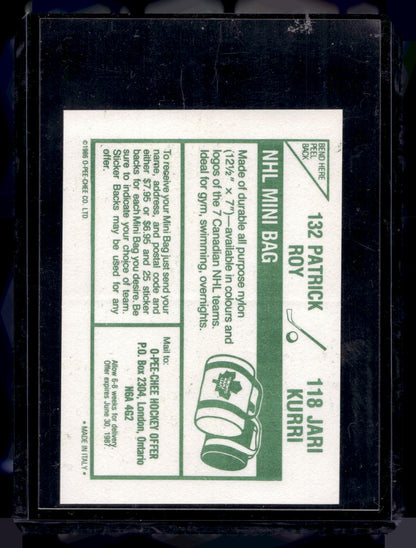 BEND HERE
PEEL
BACK
132 PATRICK
ROY
118 JARI
KURRI
NHL MINI BAG
Made of durable all purpose nylon
(12½" × 7")—available in colours and
logos of the 7 Canadian NHL teams.
Ideal for gym, swimming, overnights.
To receive your Mini Bag just send your
name, address, and postal code and
either $7.95 or $6.95 and 25 sticker
backs for each Mini Bag you desire. Be
sure to indicate your choice of team.
Sticker Backs may be used for any
offer.
©1986 O-PEE-CHEE CO. LTD
Mail to:
O-PEE-CHEE HOCKEY OFFER
P.O. Box 2304, London, Ontario
N6A 4G2
Allow 6-8 weeks for delivery.
Offer expires June 30, 1987.
• MADE IN ITALY •